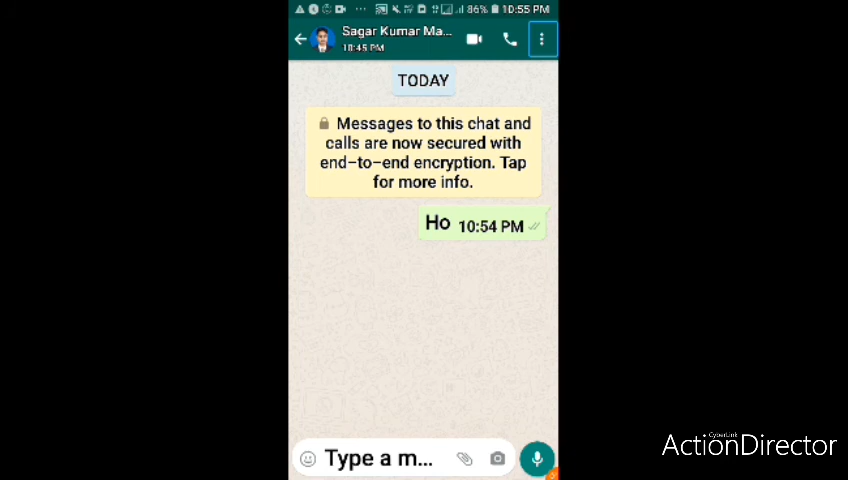 86% 10:55 PM
Sagar Kumar Ma...
10:45 PM
TODAY
Messages to this chat and
calls are now secured with
end-to-end encryption. Tap
for more info.
Ho 10:54 PM
Type a m...
CyberLink
ActionDirector